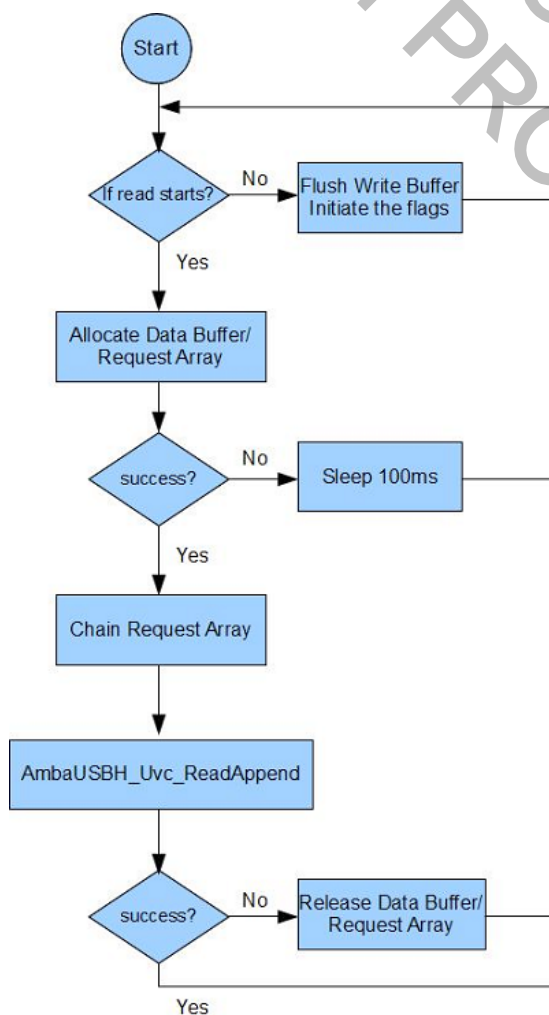 Start
If read starts?
No
Flush Write Buffer
Initiate the flags
Yes
Allocate Data Buffer/
Request Array
success?
No
Sleep 100ms
Yes
Chain Request Array
AmbaUSBH_Uvc_ReadAppend
success?
No
Release Data Buffer/
Request Array
Yes